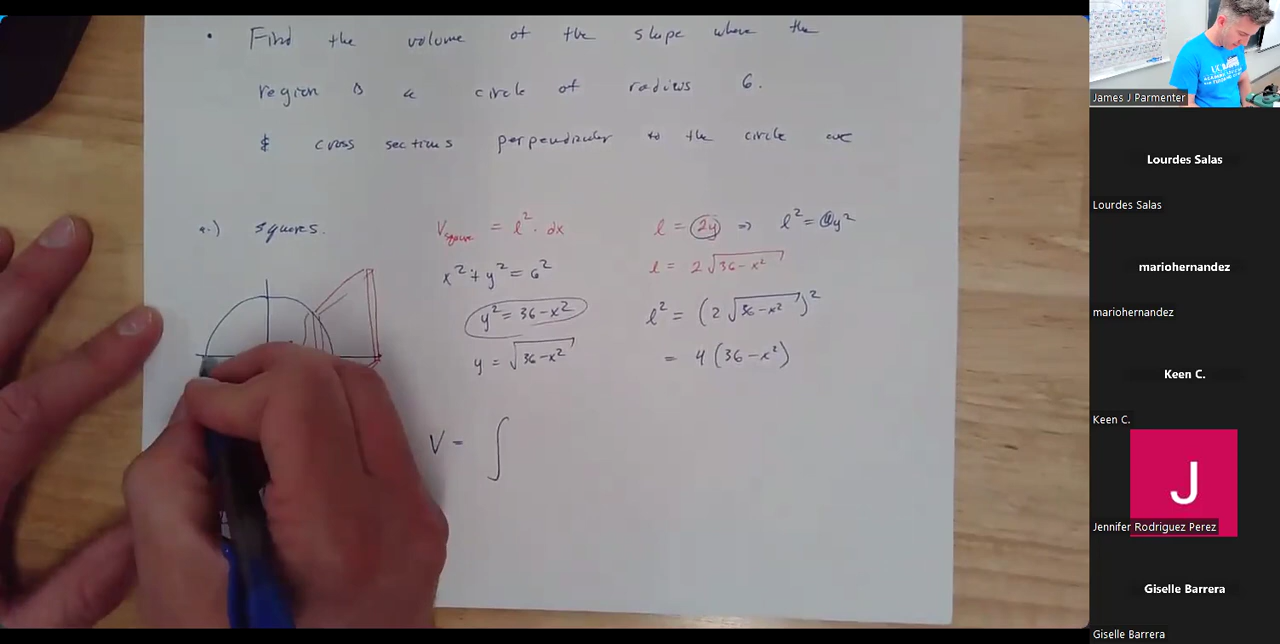 • Find the volume of the slope where the
region is a circle of radius 6.
& cross sections perpendicular to the circle are
a.) squares.
V square = l² · dx
l = 2y ⇒ l² = 4y²
x² + y² = 6²
l = 2√(36-x²)
y² = 36-x²
l² = (2√(36-x²))²
y = √(36-x²)
= 4(36-x²)
V = ∫
James J Parmenter
Lourdes Salas
Lourdes Salas
mariohernandez
mariohernandez
Keen C.
Keen C.
J
Jennifer Rodriguez Perez
Giselle Barrera
Giselle Barrera